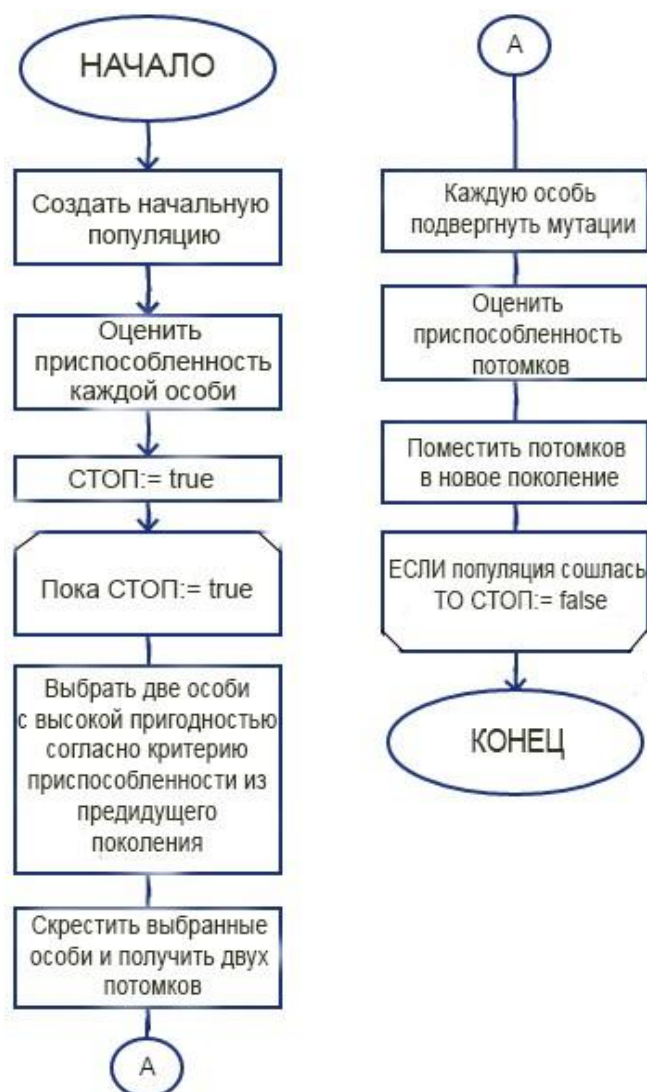 НАЧАЛО
Создать начальную
популяцию
Оценить
приспособленность
каждой особи
СТОП:= true
Пока СТОП:= true
Выбрать две особи
с высокой пригодностью
согласно критерию
приспособленности из
предидущего
поколения
Скрестить выбранные
особи и получить двух
потомков
А
А
Каждую особь
подвергнуть мутации
Оценить
приспособленность
потомков
Поместить потомков
в новое поколение
ЕСЛИ популяция сошлась
ТО СТОП:= false
КОНЕЦ